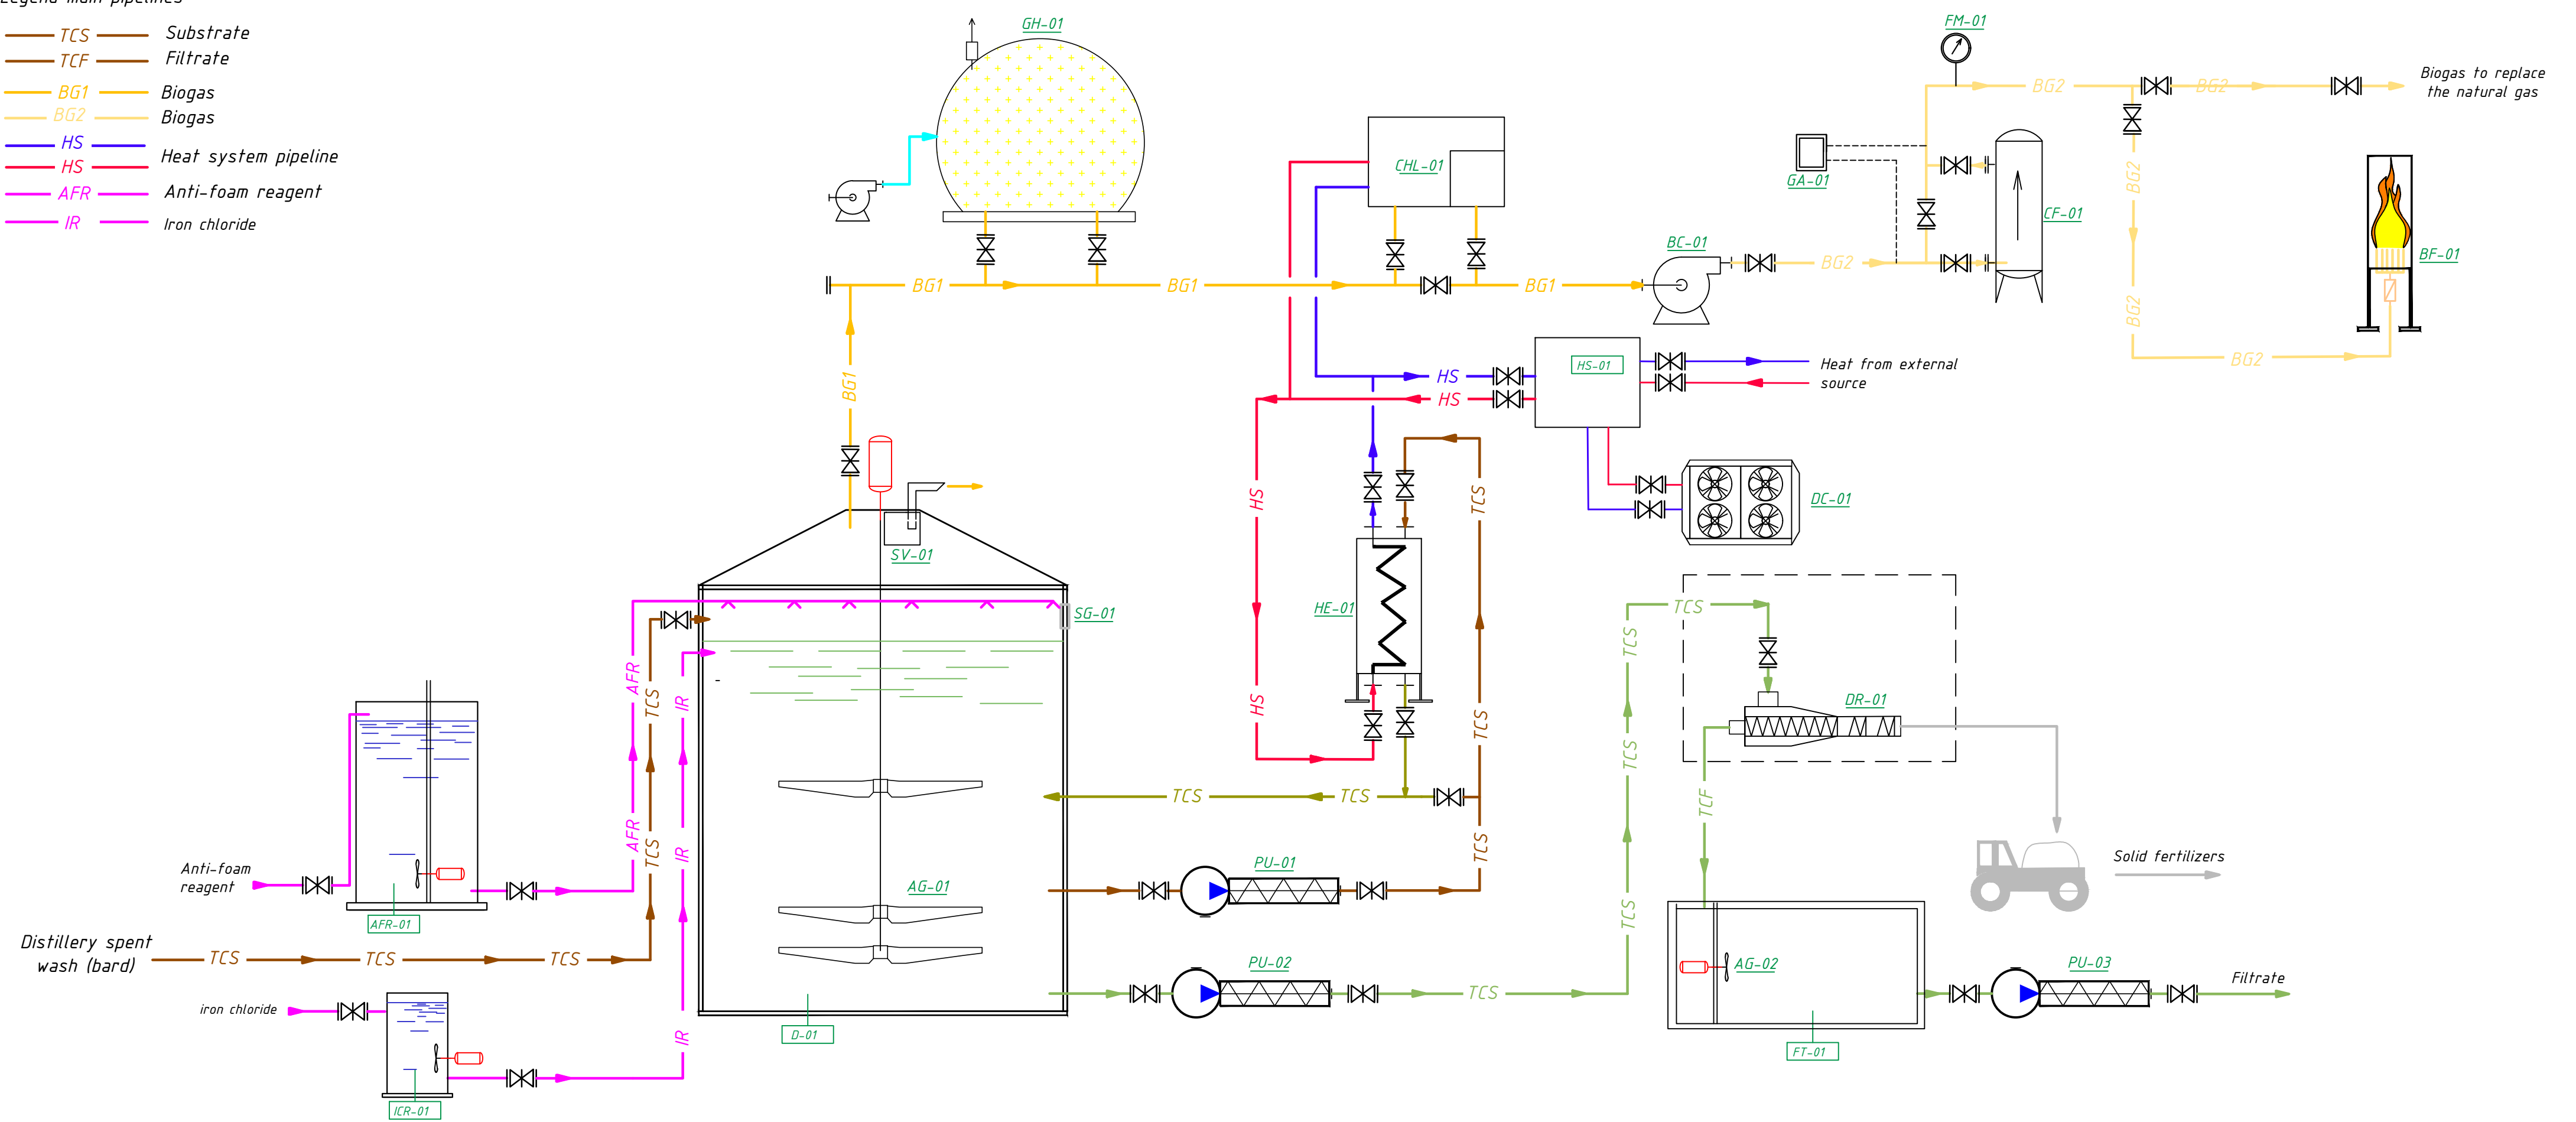 Legend main pipelines
TCS Substrate
TCF Filtrate
BG1 Biogas
BG2 Biogas
HS
HS
Heat system pipeline
AFR Anti-foam reagent
IR Iron chloride
GH-01
FM-01
BG2
BG2
Biogas to replace
the natural gas
CHL-01
GA-01
CF-01
BG2
BC-01
BG2
BF-01
BG1
BG1
BG1
BG2
BG2
BG1
HS
HS
HS-01
Heat from external
source
HS
TCS
DC-01
SV-01
HE-01
SG-01
TCS
TCS
AFR
TCS
IR
HS
TCS
TCS
DR-01
TCS
TCS
TCF
AFR
TCS
IR
TCS
Anti-foam
reagent
AG-01
PU-01
Solid fertilizers
TCS
AFR-01
Distillery spent
wash (bard)
TCS
TCS
TCS
PU-02
AG-02
PU-03
Filtrate
TCS
iron chloride
IR
D-01
FT-01
ICR-01